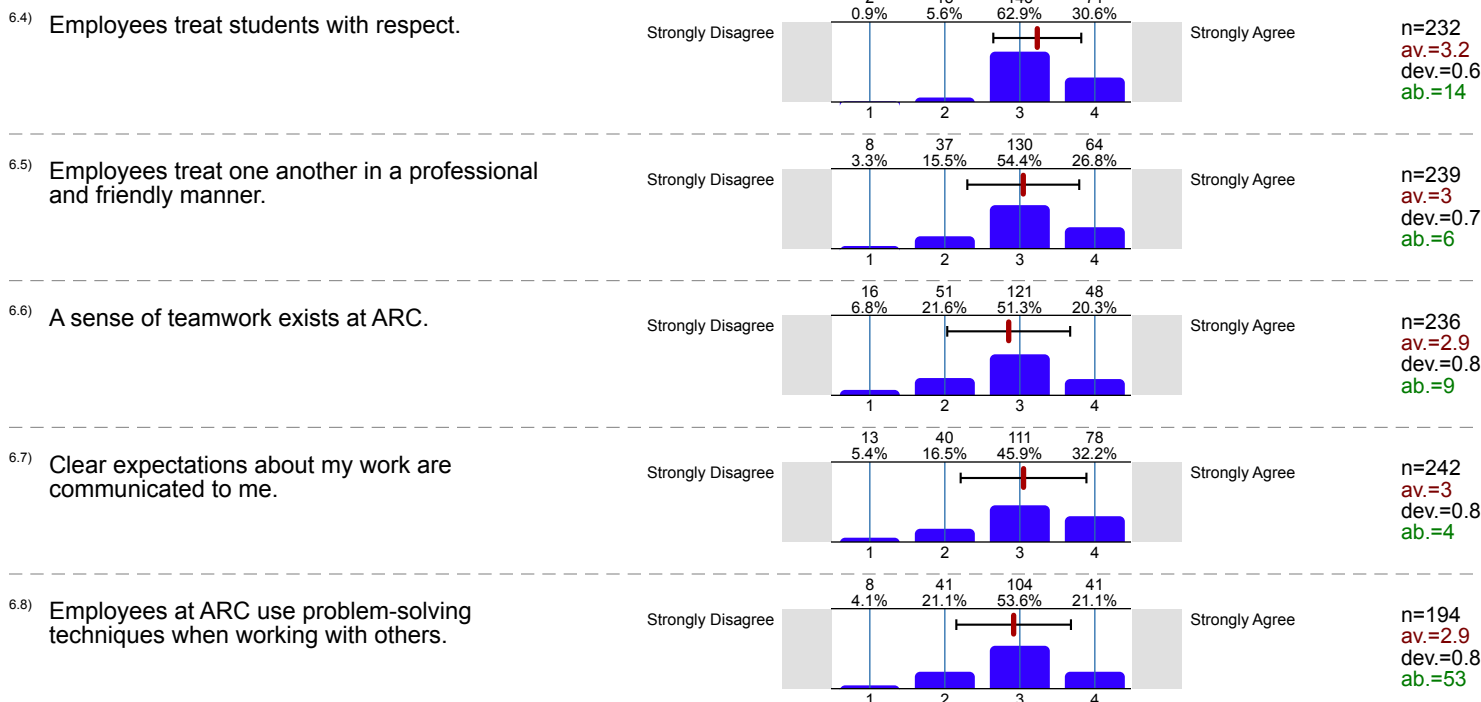 6.4) Employees treat students with respect.
Strongly Disagree
Strongly Agree
0.9% 5.6% 62.9% 30.6%
1 2 3 4
n=232
av.=3.2
dev.=0.6
ab.=14
6.5) Employees treat one another in a professional
and friendly manner.
Strongly Disagree
Strongly Agree
8 37 130 64
3.3% 15.5% 54.4% 26.8%
1 2 3 4
n=239
av.=3
dev.=0.7
ab.=6
6.6) A sense of teamwork exists at ARC.
Strongly Disagree
Strongly Agree
16 51 121 48
6.8% 21.6% 51.3% 20.3%
1 2 3 4
n=236
av.=2.9
dev.=0.8
ab.=9
6.7) Clear expectations about my work are
communicated to me.
Strongly Disagree
Strongly Agree
13 40 111 78
5.4% 16.5% 45.9% 32.2%
1 2 3 4
n=242
av.=3
dev.=0.8
ab.=4
6.8) Employees at ARC use problem-solving
techniques when working with others.
Strongly Disagree
Strongly Agree
8 41 104 41
4.1% 21.1% 53.6% 21.1%
1 2 3 4
n=194
av.=2.9
dev.=0.8
ab.=53